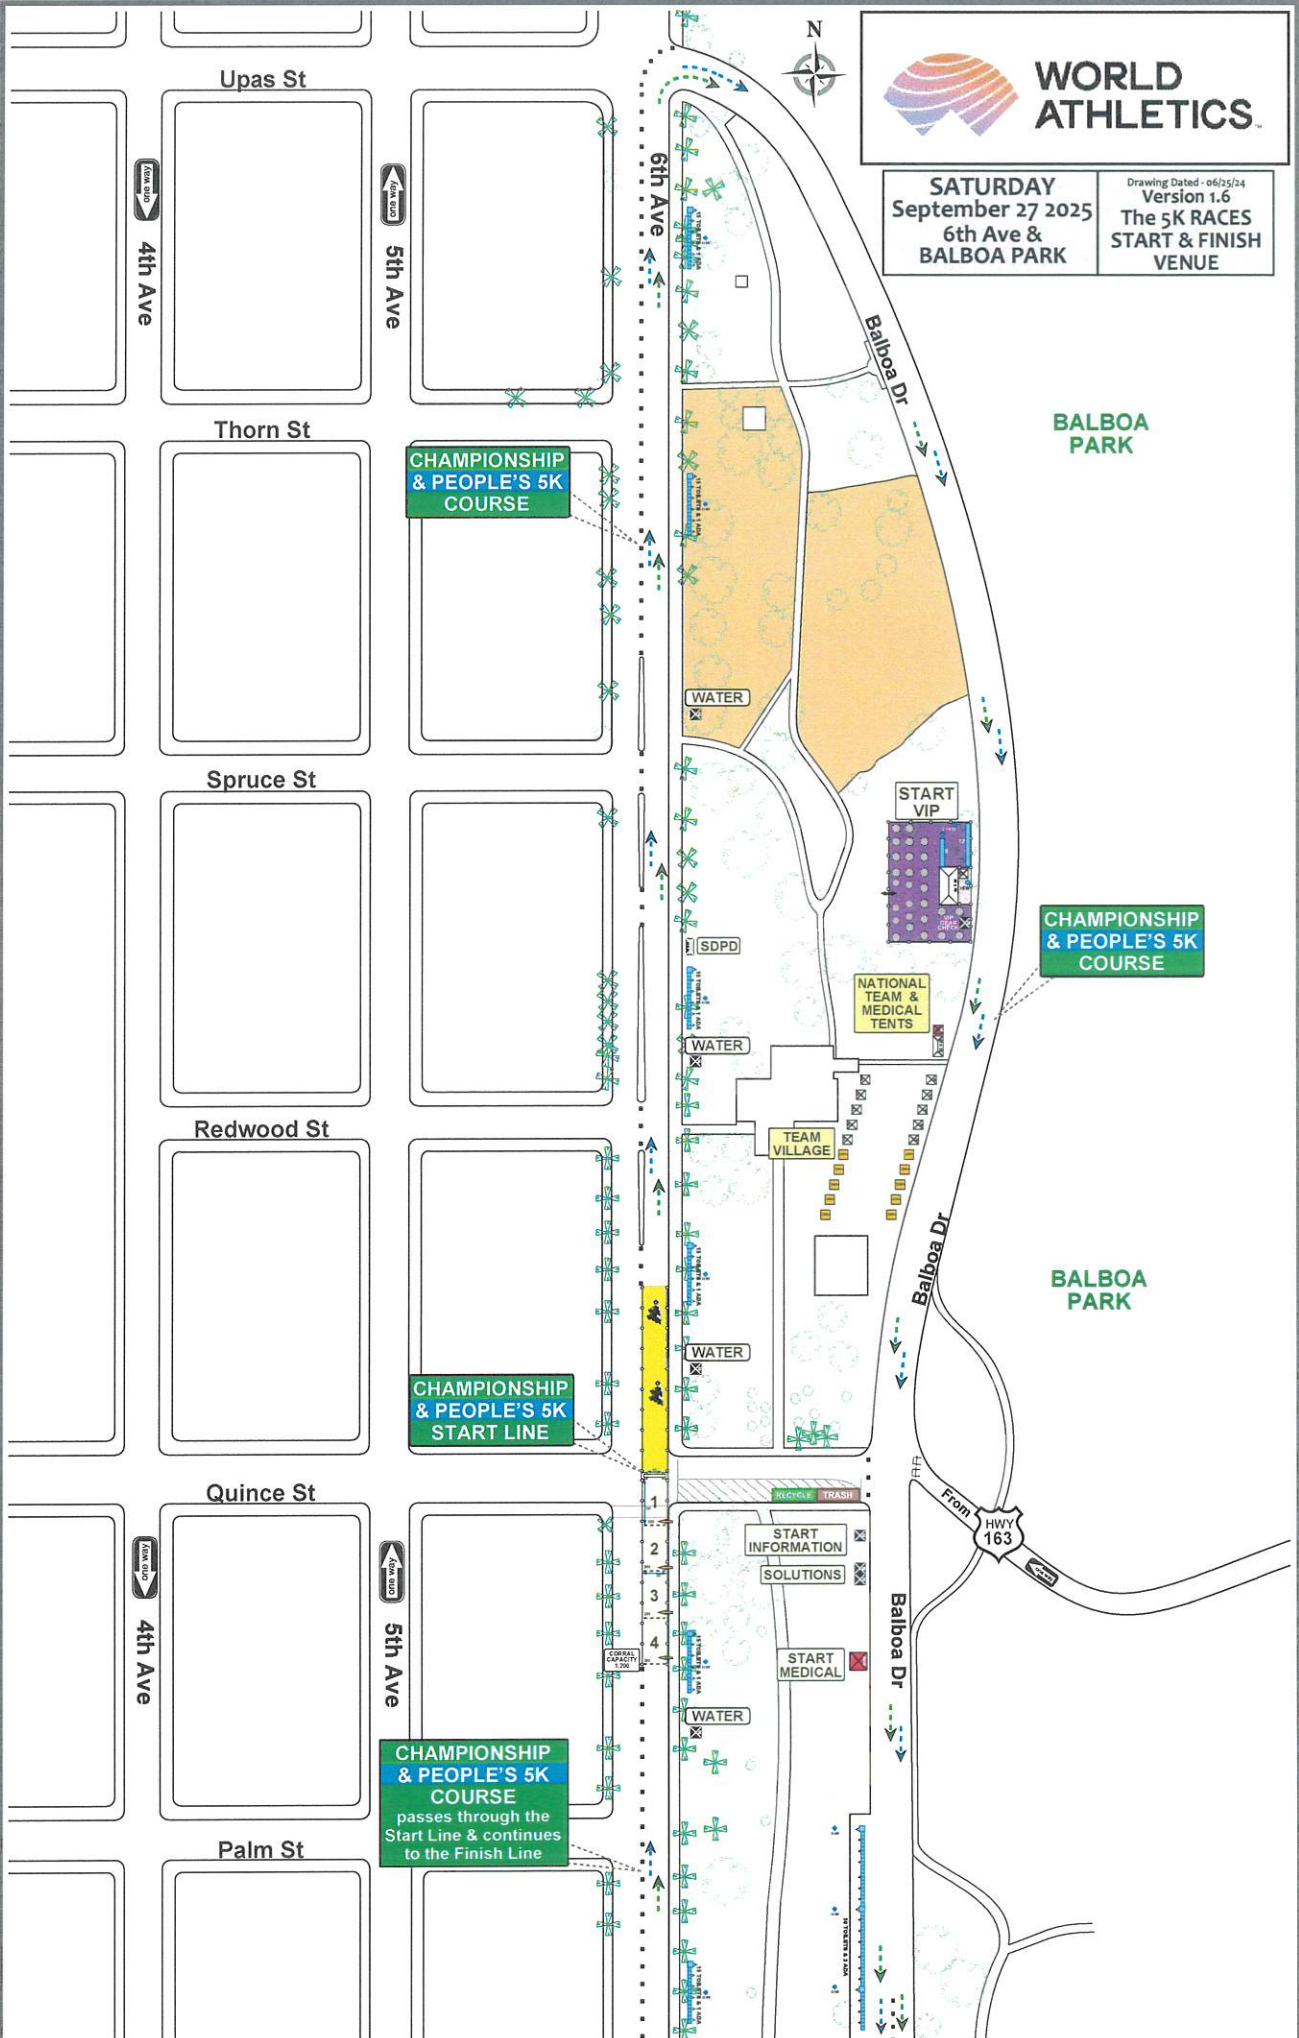 N
WORLD
ATHLETICS
SATURDAY
September 27 2025
6th Ave &
BALBOA PARK
Drawing Dated - 06/25/24
Version 1.6
The 5K RACES
START & FINISH
VENUE
Upas St
one way
4th Ave
one way
5th Ave
6th Ave
Balboa Dr
BALBOA
PARK
Thorn St
CHAMPIONSHIP
& PEOPLE'S 5K
COURSE
WATER
Spruce St
START
VIP
SDPD
CHAMPIONSHIP
& PEOPLE'S 5K
COURSE
NATIONAL
TEAM &
MEDICAL
TENTS
WATER
Redwood St
TEAM
VILLAGE
Balboa Dr
BALBOA
PARK
WATER
CHAMPIONSHIP
& PEOPLE'S 5K
START LINE
Quince St
1
2
3
4
RECYCLE
TRASH
From
HWY
163
START
INFORMATION
SOLUTIONS
one way
4th Ave
one way
5th Ave
Balboa Dr
CORRAL
CAPACITY
START
MEDICAL
WATER
CHAMPIONSHIP
& PEOPLE'S 5K
COURSE
passes through the
Start Line & continues
to the Finish Line
Palm St